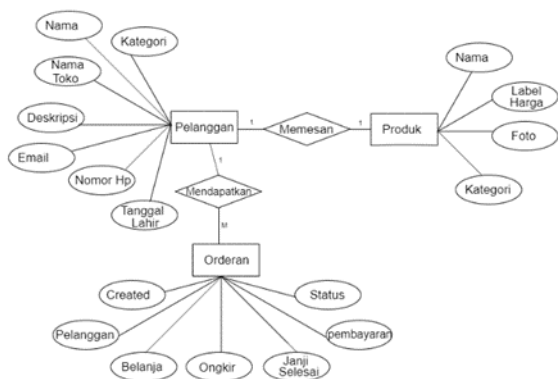 Nama
Kategori
Nama
Toko
Deskripsi
Email
Nomor Hp
Tanggal
Lahir
Pelanggan
1
Memesan
1
Produk
Nama
Label
Harga
Foto
Kategori
1
Mendapatkan
M
Orderan
Created
Pelanggan
Belanja
Ongkir
Janji
Selesai
pembayaran
Status